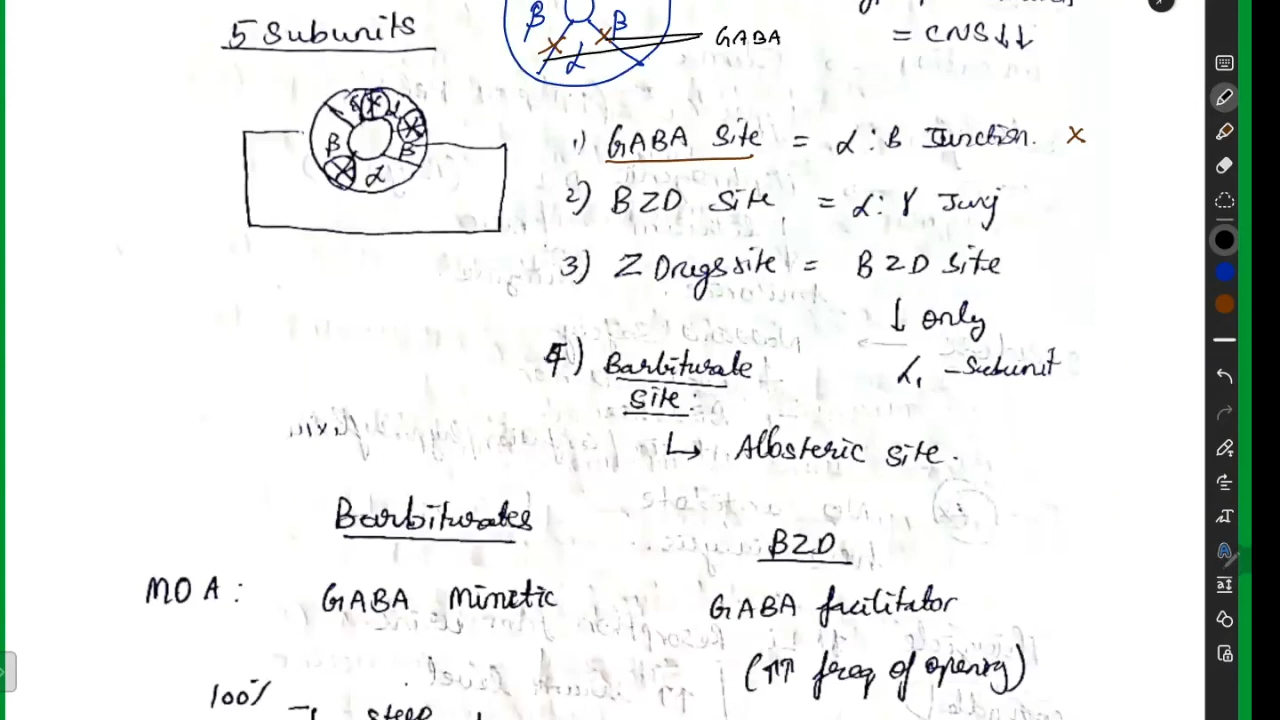 = CNS↓↓
5 Subunits
β
β
α
GABA
1) GABA Site = α : β Junction. x
β
β
α
2) BZD Site = α : γ Junj
3) Z Drugs site = BZD site
↓ only
α₁ - Subunit
4) Barbiturate
site:
↳ Allosteric site.
Barbiturates
BZD
MOA :
GABA Mimetic
GABA facilitator
(↑↑ freq of opening)
100%